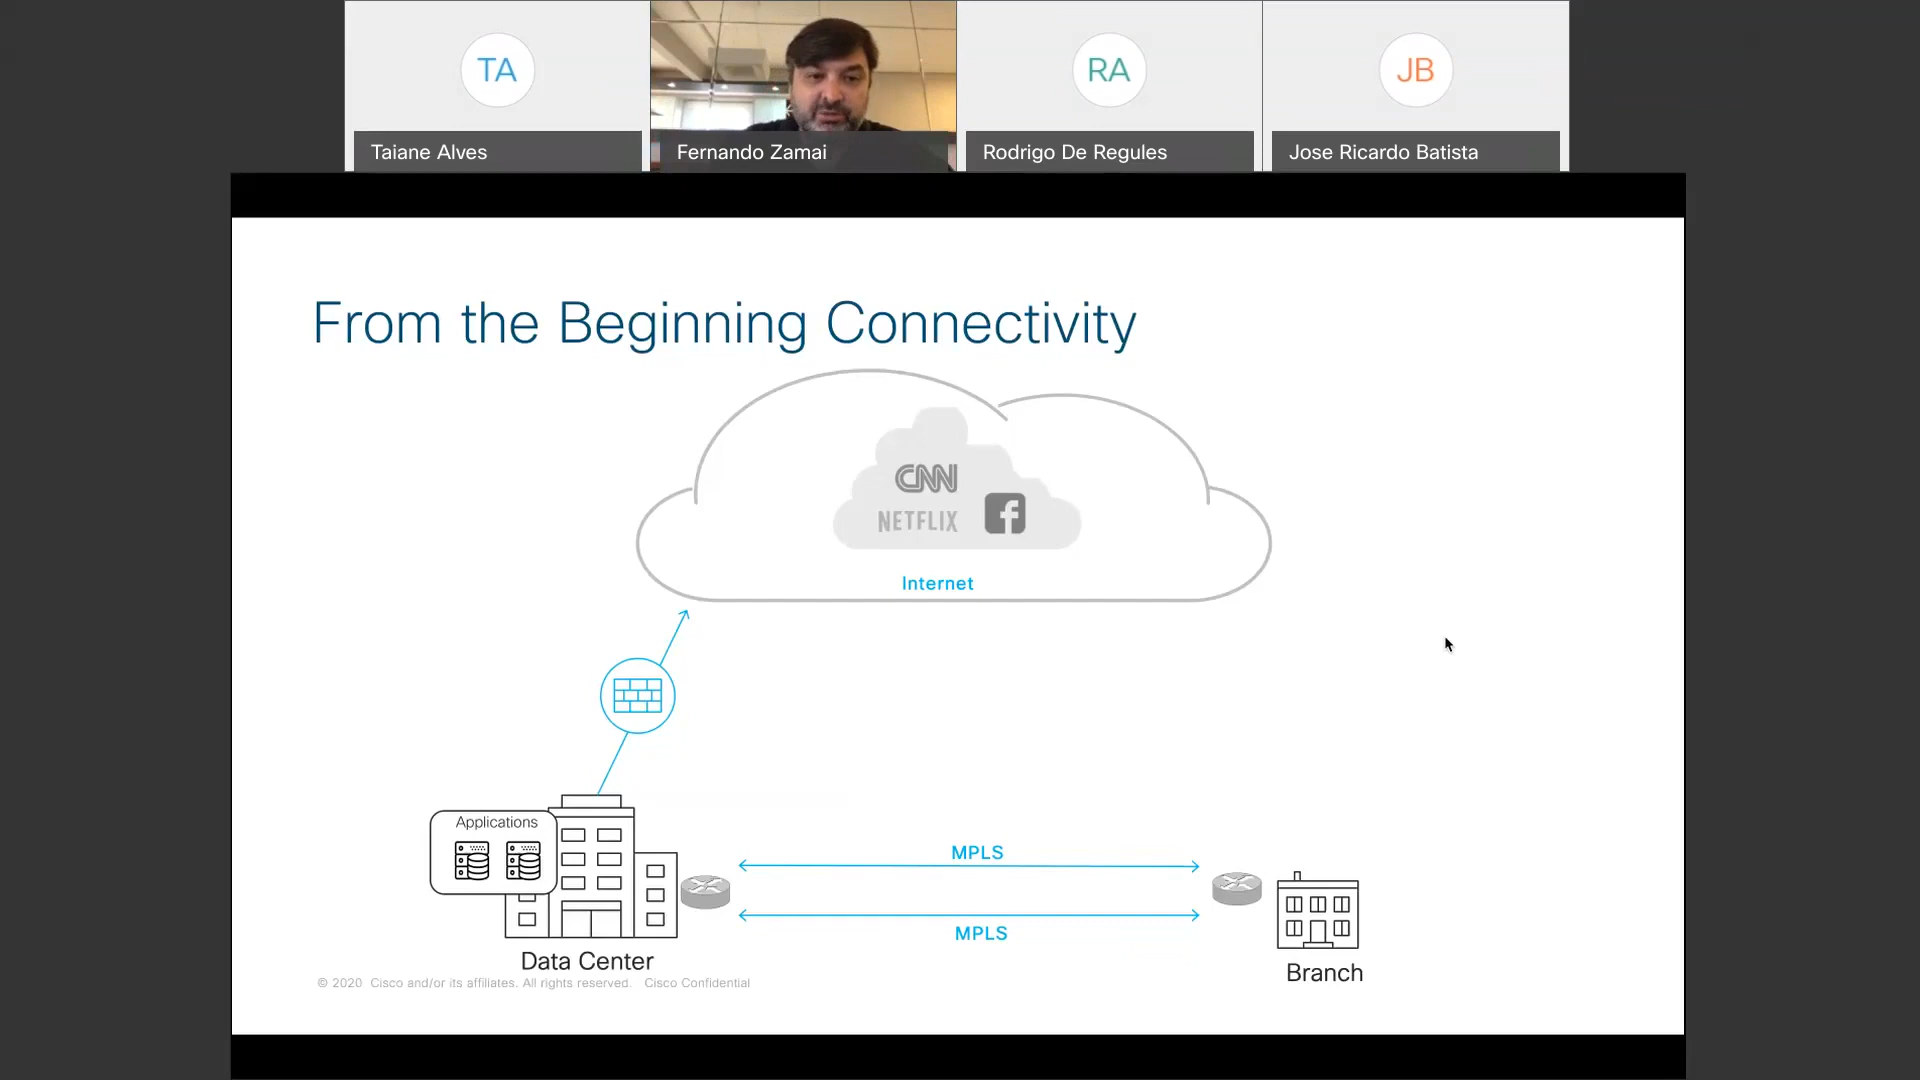 TA
RA
JB
Taiane Alves
Fernando Zamai
Rodrigo De Regules
Jose Ricardo Batista
From the Beginning Connectivity
CNN
NETFLIX
f
Internet
Applications
MPLS
MPLS
Data Center
Branch
© 2020 Cisco and/or its affiliates. All rights reserved. Cisco Confidential